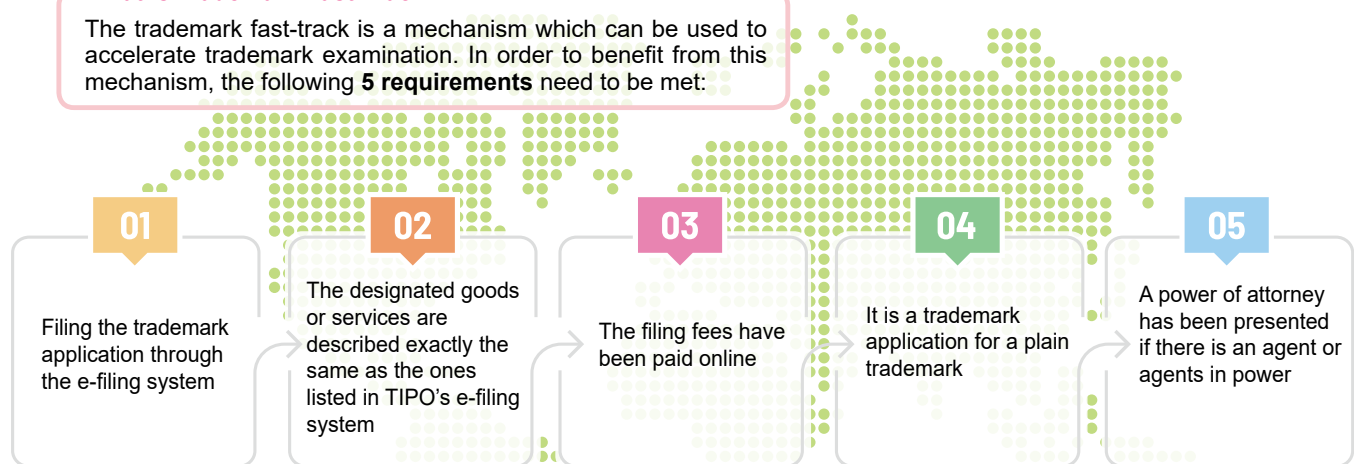 The trademark fast-track is a mechanism which can be used to
accelerate trademark examination. In order to benefit from this
mechanism, the following 5 requirements need to be met:
01
Filing the trademark
application through
the e-filing system
02
The designated goods
or services are
described exactly the
same as the ones
listed in TIPO’s e-filing
system
03
The filing fees have
been paid online
04
It is a trademark
application for a plain
trademark
05
A power of attorney
has been presented
if there is an agent or
agents in power